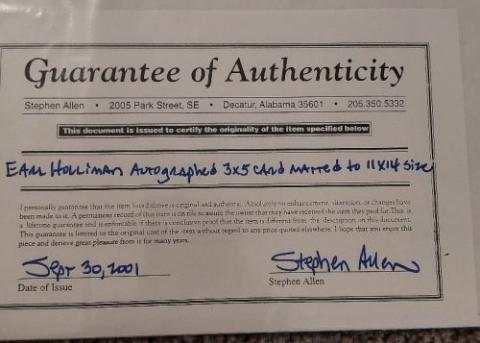 Guarantee of Authenticity
Stephen Allen • 2005 Park Street, SE • Decatur, Alabama 35601 • 205.350.5332
This document is issued to certify the originality of the item specified below
EARL HOLLIMAN AUTOGRAPHED 3x5 CARD MATTED TO 11X14 SIZE
I personally guarantee that the item listed above is original and authentic. Absolutely no enhancement, alteration, or changes have
been made to it. A permanent record of this item is on file to assure the owner that they have received the item they paid for. This is
a lifetime guarantee and is enforceable if there is conclusive proof that the item is different from the description on this document.
This guarantee is limited to the original cost of the item without regard to any price quoted elsewhere. I hope that you enjoy this
piece and derive great pleasure from it for many years.
Sept 30, 2001 Stephen Allen
Date of Issue Stephen Allen